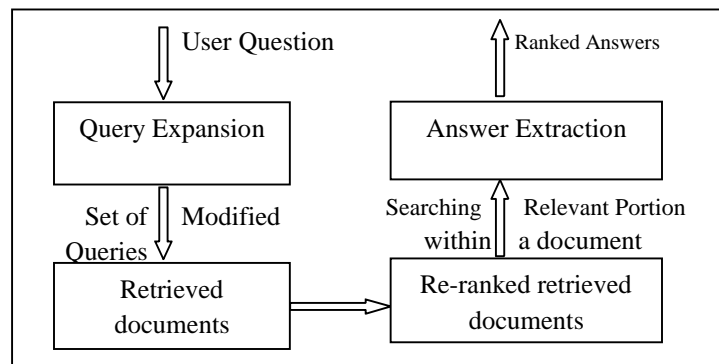 User Question
Query Expansion
Set of Modified
Queries
Retrieved
documents
Re-ranked retrieved
documents
Searching Relevant Portion
within a document
Answer Extraction
Ranked Answers